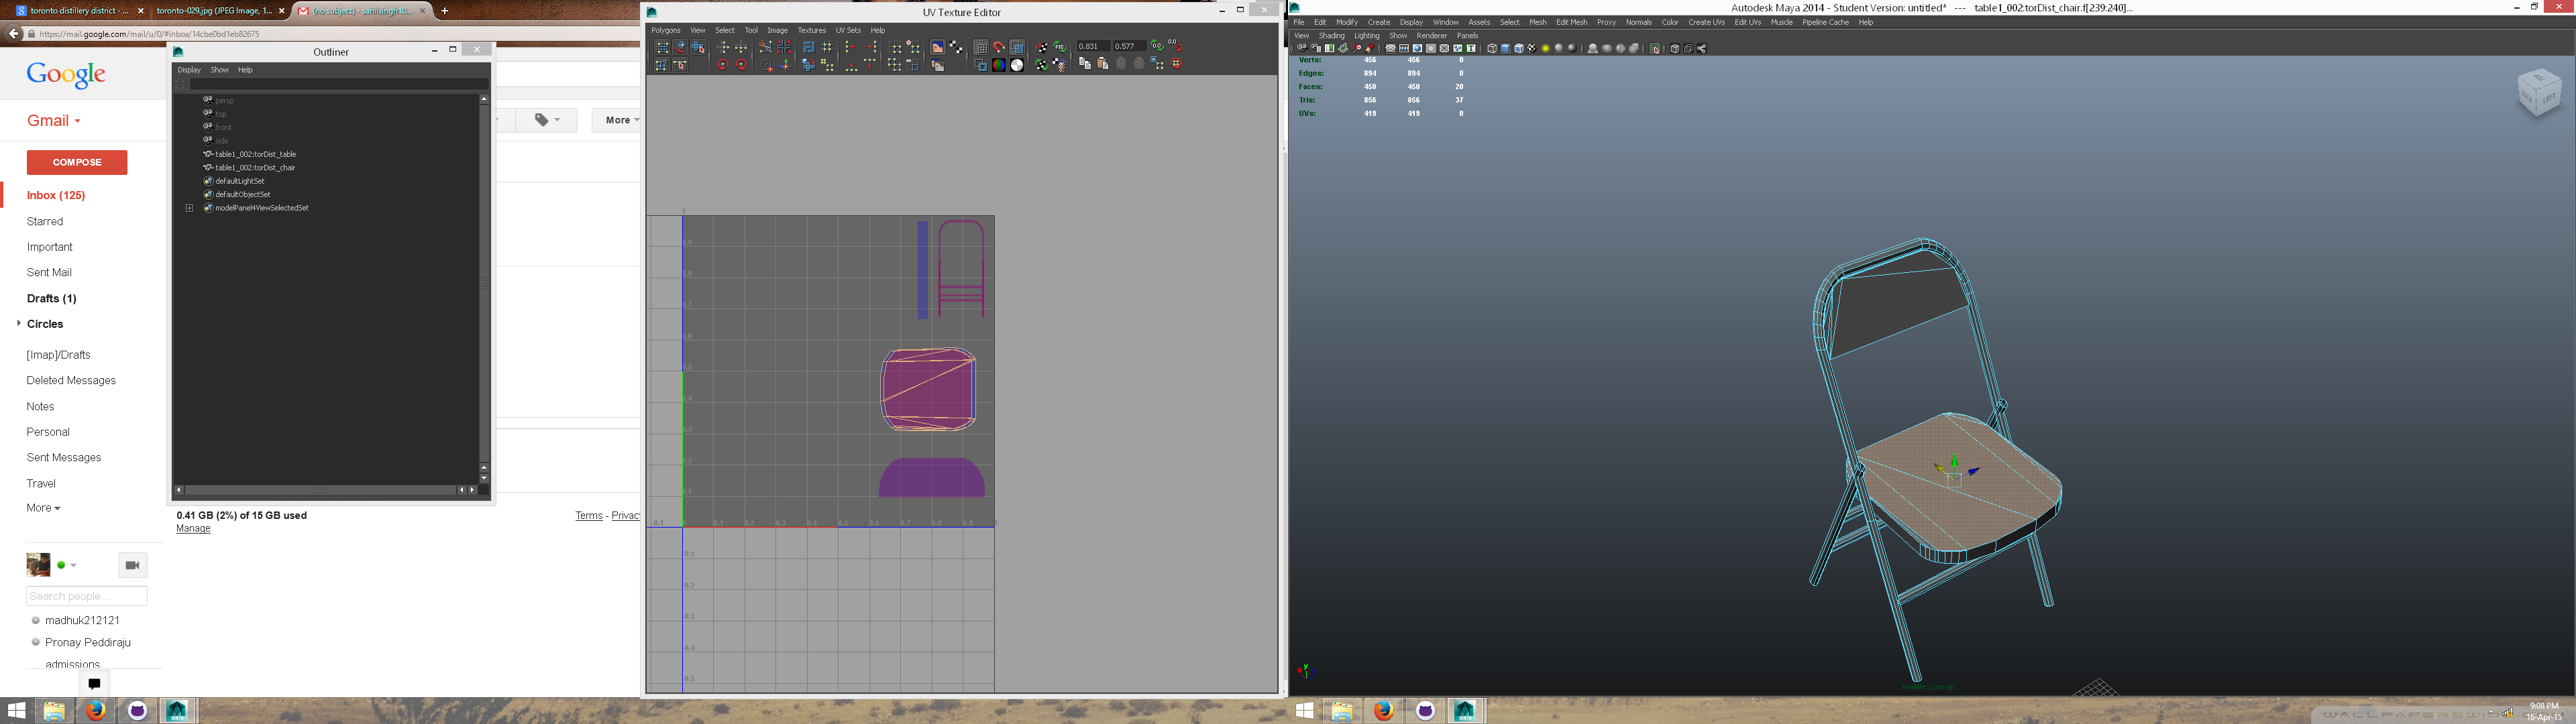 toronto distillery district - ...
toronto-029.jpg (JPEG Image, 1...
(no subject) - sahilsingh10...
https://mail.google.com/mail/u/0/#inbox/14cbe0bd1eb82675
Google
Gmail
More
COMPOSE
Inbox (125)
Starred
Important
Sent Mail
Drafts (1)
Circles
[Imap]/Drafts
Deleted Messages
Notes
Personal
Sent Messages
Travel
More
Search people...
madhuk212121
Pronay Peddiraju
admissions
0.41 GB (2%) of 15 GB used
Manage
Terms - Privacy
Outliner
Display Show Help
persp
top
front
side
table1_002:torDist_table
table1_002:torDist_chair
defaultLightSet
defaultObjectSet
modelPanel4ViewSelectedSet
UV Texture Editor
Polygons View Select Tool Image Textures UV Sets Help
0.831 0.577
Autodesk Maya 2014 - Student Version: untitled* --- table1_002:torDist_chair.f[239:240]...
File Edit Modify Create Display Window Assets Select Mesh Edit Mesh Proxy Normals Color Create UVs Edit UVs Muscle Pipeline Cache Help
View Shading Lighting Show Renderer Panels
Verts: 456 456 0
Edges: 894 894 0
Faces: 450 450 20
Tris: 856 856 37
UVs: 419 419 0
BACK LEFT
9:08 PM
16-Apr-15